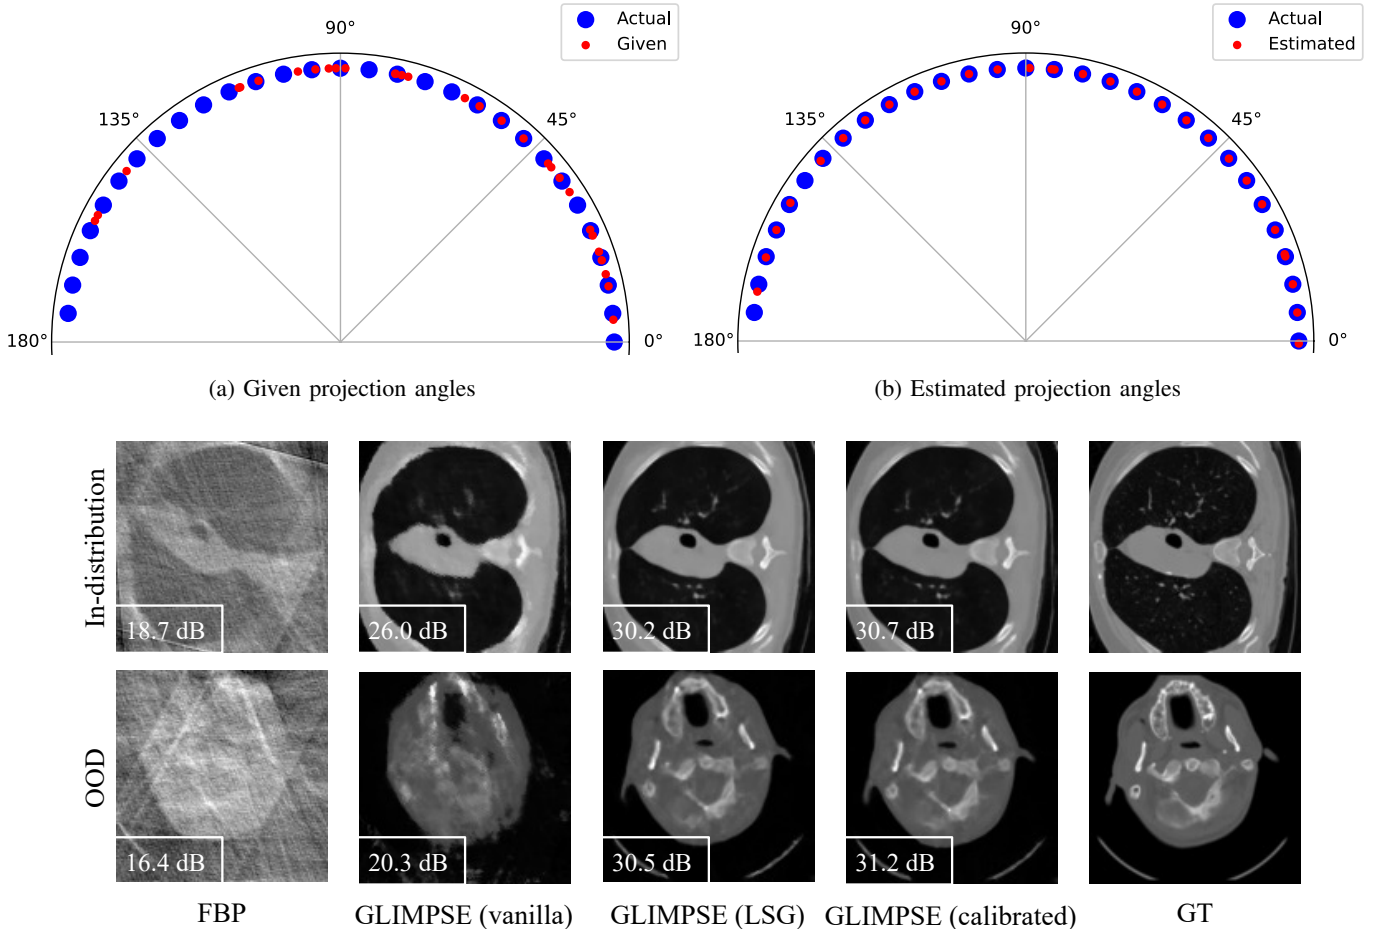 Actual
Given
90°
135°
45°
180°
0°
(a) Given projection angles
Actual
Estimated
90°
135°
45°
180°
0°
(b) Estimated projection angles
In-distribution
18.7 dB
26.0 dB
30.2 dB
30.7 dB
OOD
16.4 dB
20.3 dB
30.5 dB
31.2 dB
FBP
GLIMPSE (vanilla)
GLIMPSE (LSG)
GLIMPSE (calibrated)
GT